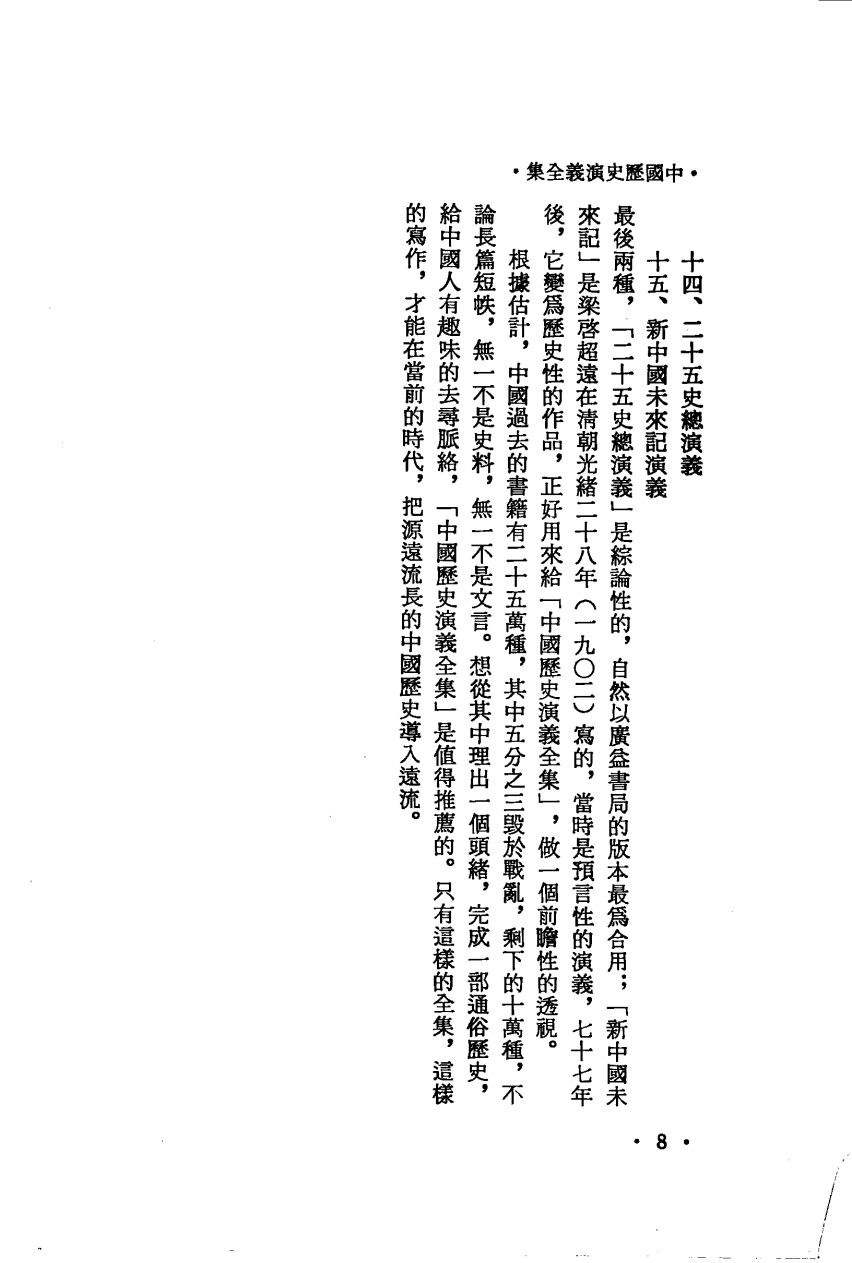 ·中國歷史演義全集·
十四、二十五史總演義
十五、新中國未來記演義
最後兩種，「二十五史總演義」是綜論性的，自然以廣益書局的版本最爲合用；「新中國未
來記」是梁啓超遠在清朝光緒二十八年（一九〇二）寫的，當時是預言性的演義，七十七年
後，它變爲歷史性的作品，正好用來給「中國歷史演義全集」，做一個前瞻性的透視。
根據估計，中國過去的書籍有二十五萬種，其中五分之三毀於戰亂，剩下的十萬種，不
論長篇短帙，無一不是史料，無一不是文言。想從其中理出一個頭緒，完成一部通俗歷史，
給中國人有趣味的去尋脈絡，「中國歷史演義全集」是值得推薦的。只有這樣的全集，這樣
的寫作，才能在當前的時代，把源遠流長的中國歷史導入遠流。
·8·